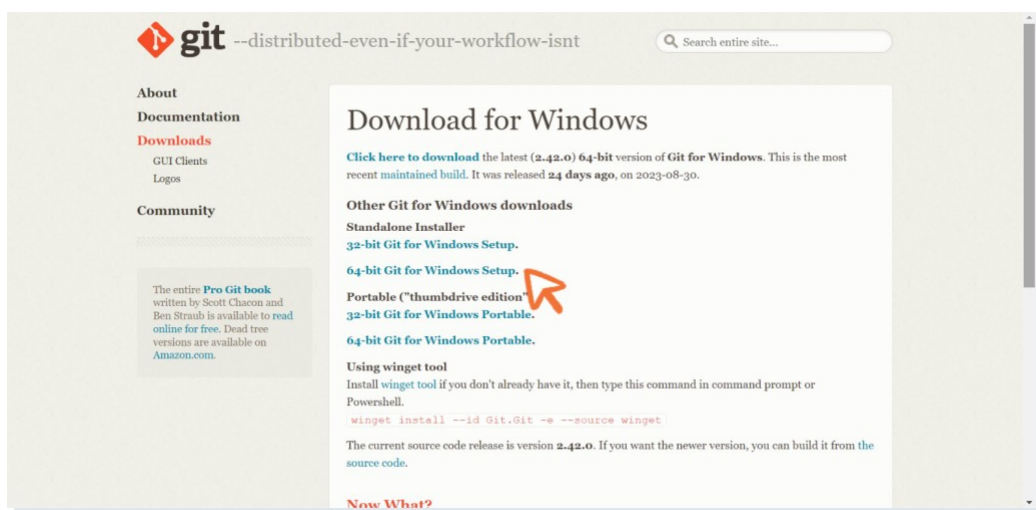 git --distributed-even-if-your-workflow-isnt
Search entire site...
About
Documentation
Downloads
GUI Clients
Logos
Community
The entire Pro Git book
written by Scott Chacon and
Ben Straub is available to read
online for free. Dead tree
versions are available on
Amazon.com.
Download for Windows
Click here to download the latest (2.42.0) 64-bit version of Git for Windows. This is the most
recent maintained build. It was released 24 days ago, on 2023-08-30.
Other Git for Windows downloads
Standalone Installer
32-bit Git for Windows Setup.
64-bit Git for Windows Setup.
Portable ("thumbdrive edition"
32-bit Git for Windows Portable.
64-bit Git for Windows Portable.
Using winget tool
Install winget tool if you don't already have it, then type this command in command prompt or
Powershell.
winget install --id Git.Git -e --source winget
The current source code release is version 2.42.0. If you want the newer version, you can build it from the
source code.
Now What?